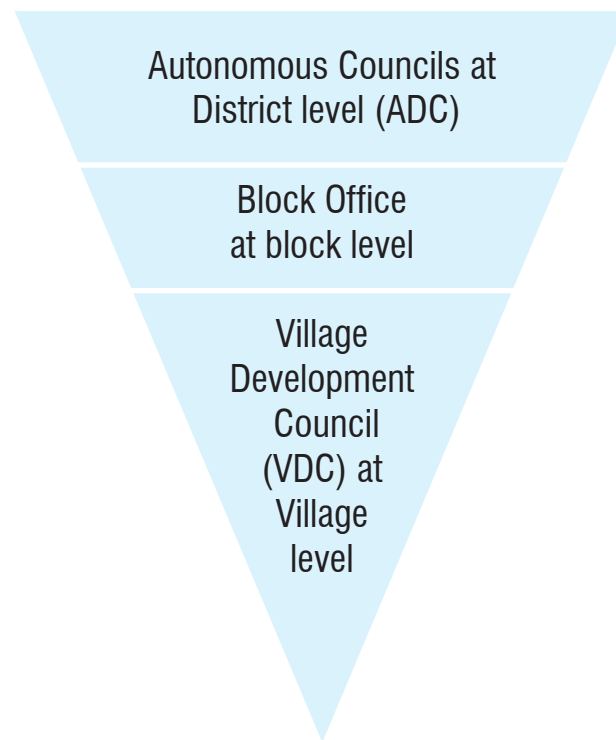 Autonomous Councils at
District level (ADC)
Block Office
at block level
Village
Development
Council
(VDC) at
Village
level